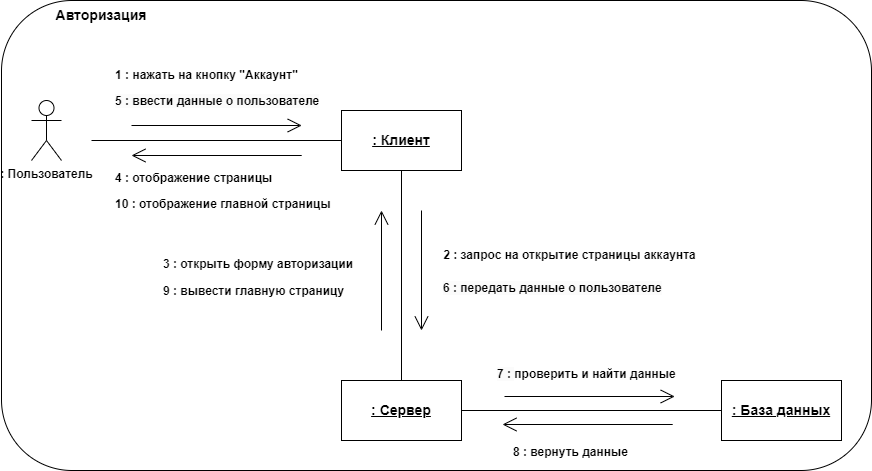 Авторизация
1 : нажать на кнопку "Аккаунт"
5 : ввести данные о пользователе
: Клиент
: Пользователь
4 : отображение страницы
10 : отображение главной страницы
3 : открыть форму авторизации
9 : вывести главную страницу
2 : запрос на открытие страницы аккаунта
6 : передать данные о пользователе
7 : проверить и найти данные
: Сервер
: База данных
8 : вернуть данные